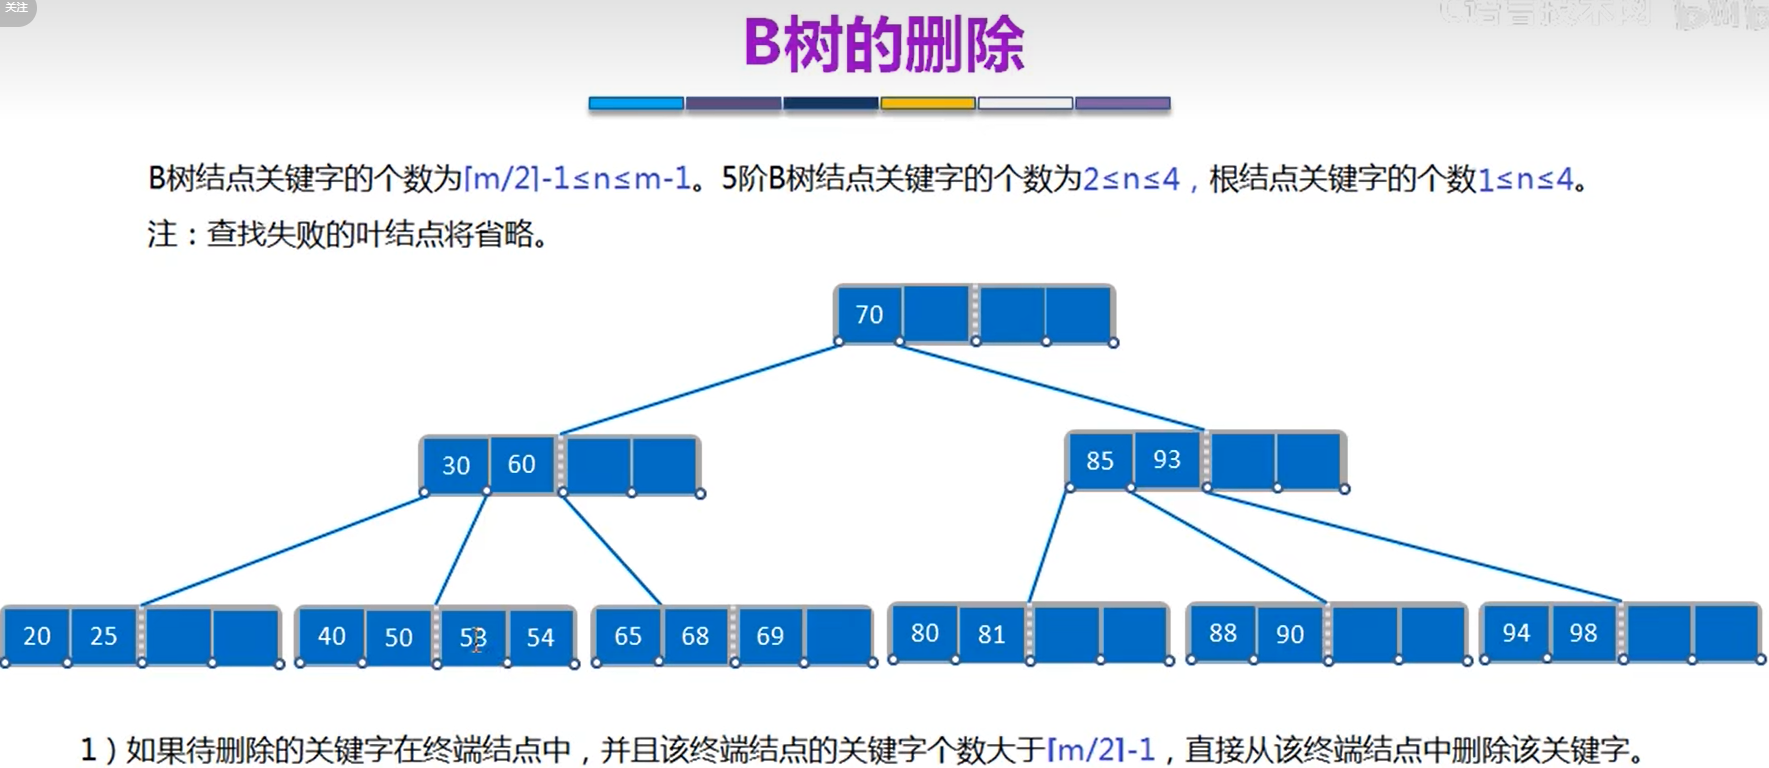 关注
B树的删除
B树结点关键字的个数为⌈m/2⌉-1≤n≤m-1。5阶B树结点关键字的个数为2≤n≤4，根结点关键字的个数1≤n≤4。
注：查找失败的叶结点将省略。
70
30 60
85 93
20 25
40 50 53 54
65 68 69
80 81
88 90
94 98
1）如果待删除的关键字在终端结点中，并且该终端结点的关键字个数大于⌈m/2⌉-1，直接从该终端结点中删除该关键字。